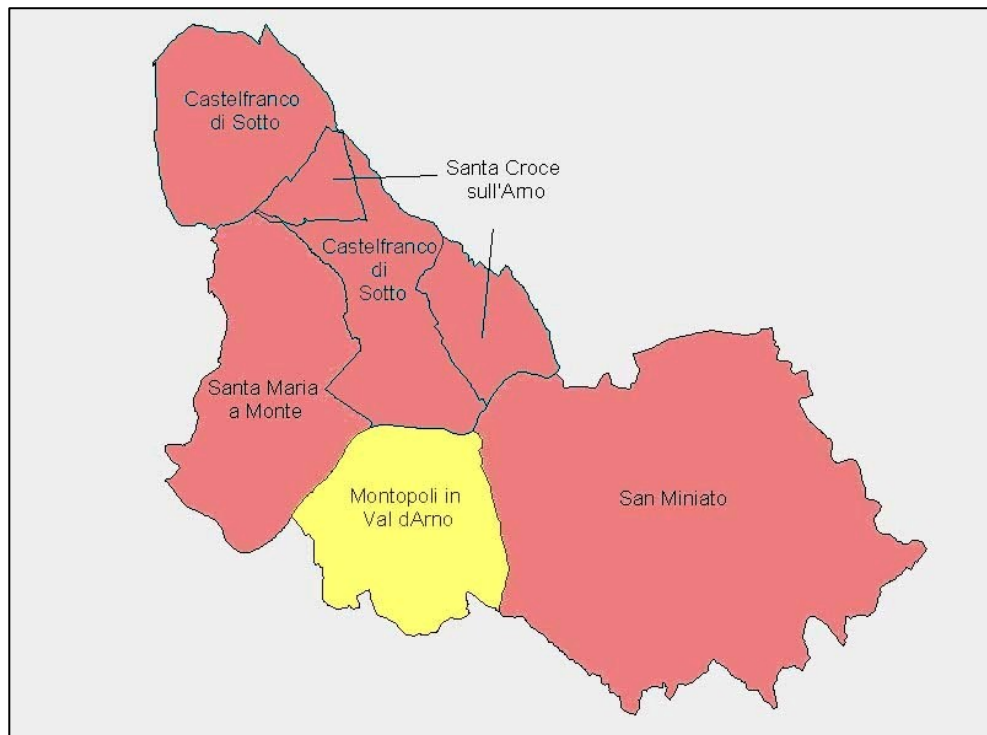 Castelfranco
di Sotto
Santa Croce
sull'Arno
Castelfranco
di
Sotto
Santa Maria
a Monte
Montopoli in
Val dArno
San Miniato